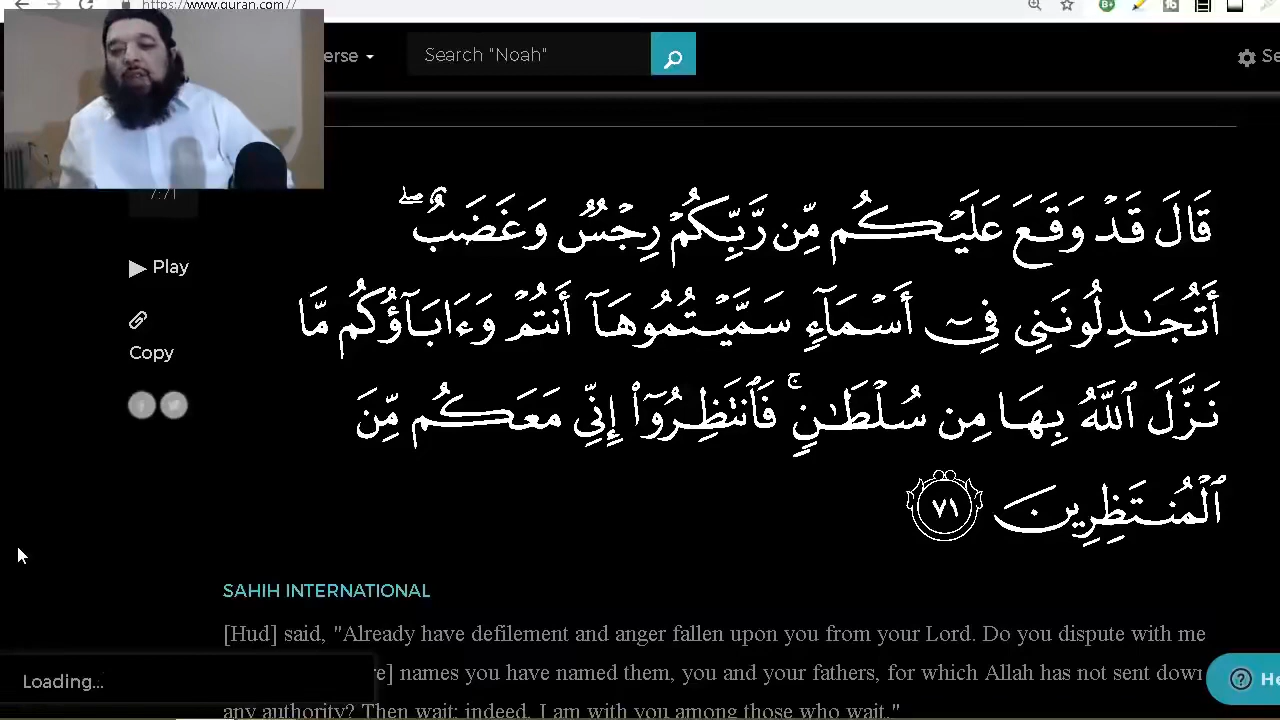 https://www.quran.com//
erse
Search "Noah"
Se
7:71
Play
Copy
قَالَ قَدْ وَقَعَ عَلَيْكُم مِّن رَّبِّكُمْ رِجْسٌ وَغَضَبٌ ۖ
أَتُجَٰدِلُونَنِى فِىٓ أَسْمَآءٍ سَمَّيْتُمُوهَآ أَنتُمْ وَءَابَآؤُكُم مَّا
نَزَّلَ ٱللَّهُ بِهَا مِن سُلْطَٰنٍ ۚ فَٱنتَظِرُوٓا۟ إِنِّى مَعَكُم مِّنَ
ٱلْمُنتَظِرِينَ ٧١
SAHIH INTERNATIONAL
[Hud] said, "Already have defilement and anger fallen upon you from your Lord. Do you dispute with me
re] names you have named them, you and your fathers, for which Allah has not sent down
any authority? Then wait; indeed, I am with you among those who wait."
Loading...
He